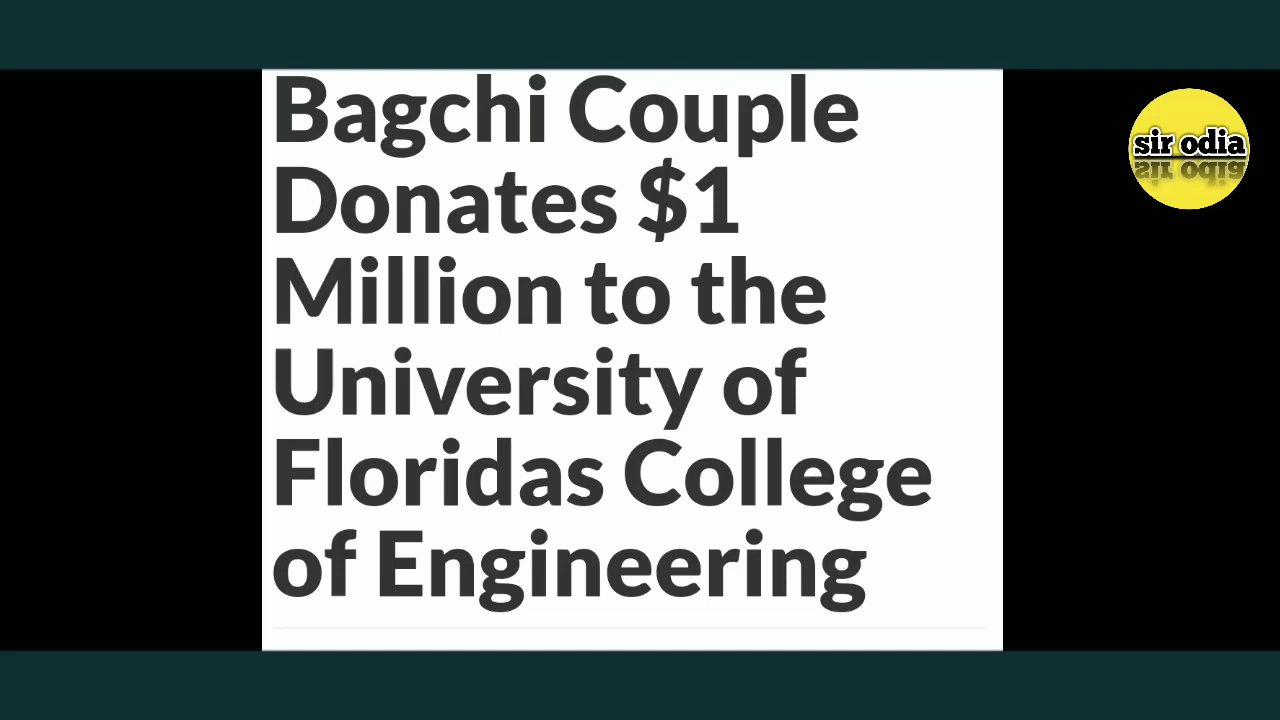 Bagchi Couple
Donates $1
Million to the
University of
Floridas College
of Engineering
sir odia